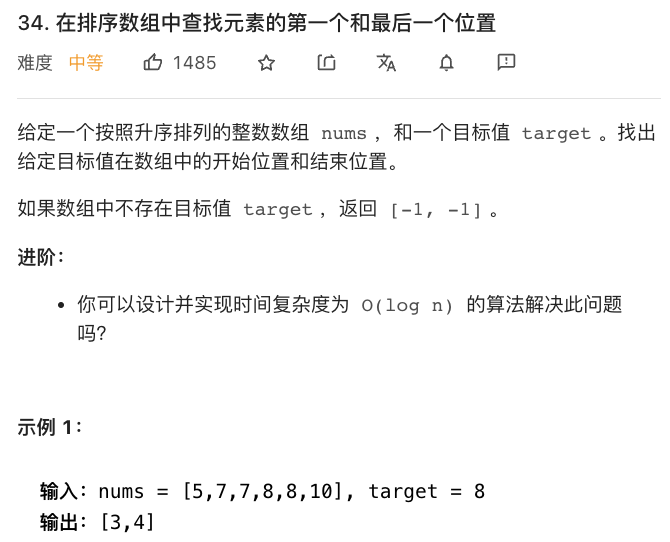 34. 在排序数组中查找元素的第一个和最后一个位置
难度 中等 1485
给定一个按照升序排列的整数数组 nums ，和一个目标值 target 。找出
给定目标值在数组中的开始位置和结束位置。
如果数组中不存在目标值 target ，返回 [-1, -1] 。
进阶：
• 你可以设计并实现时间复杂度为 O(log n) 的算法解决此问题
吗？
示例 1：
输入：nums = [5,7,7,8,8,10], target = 8
输出：[3,4]